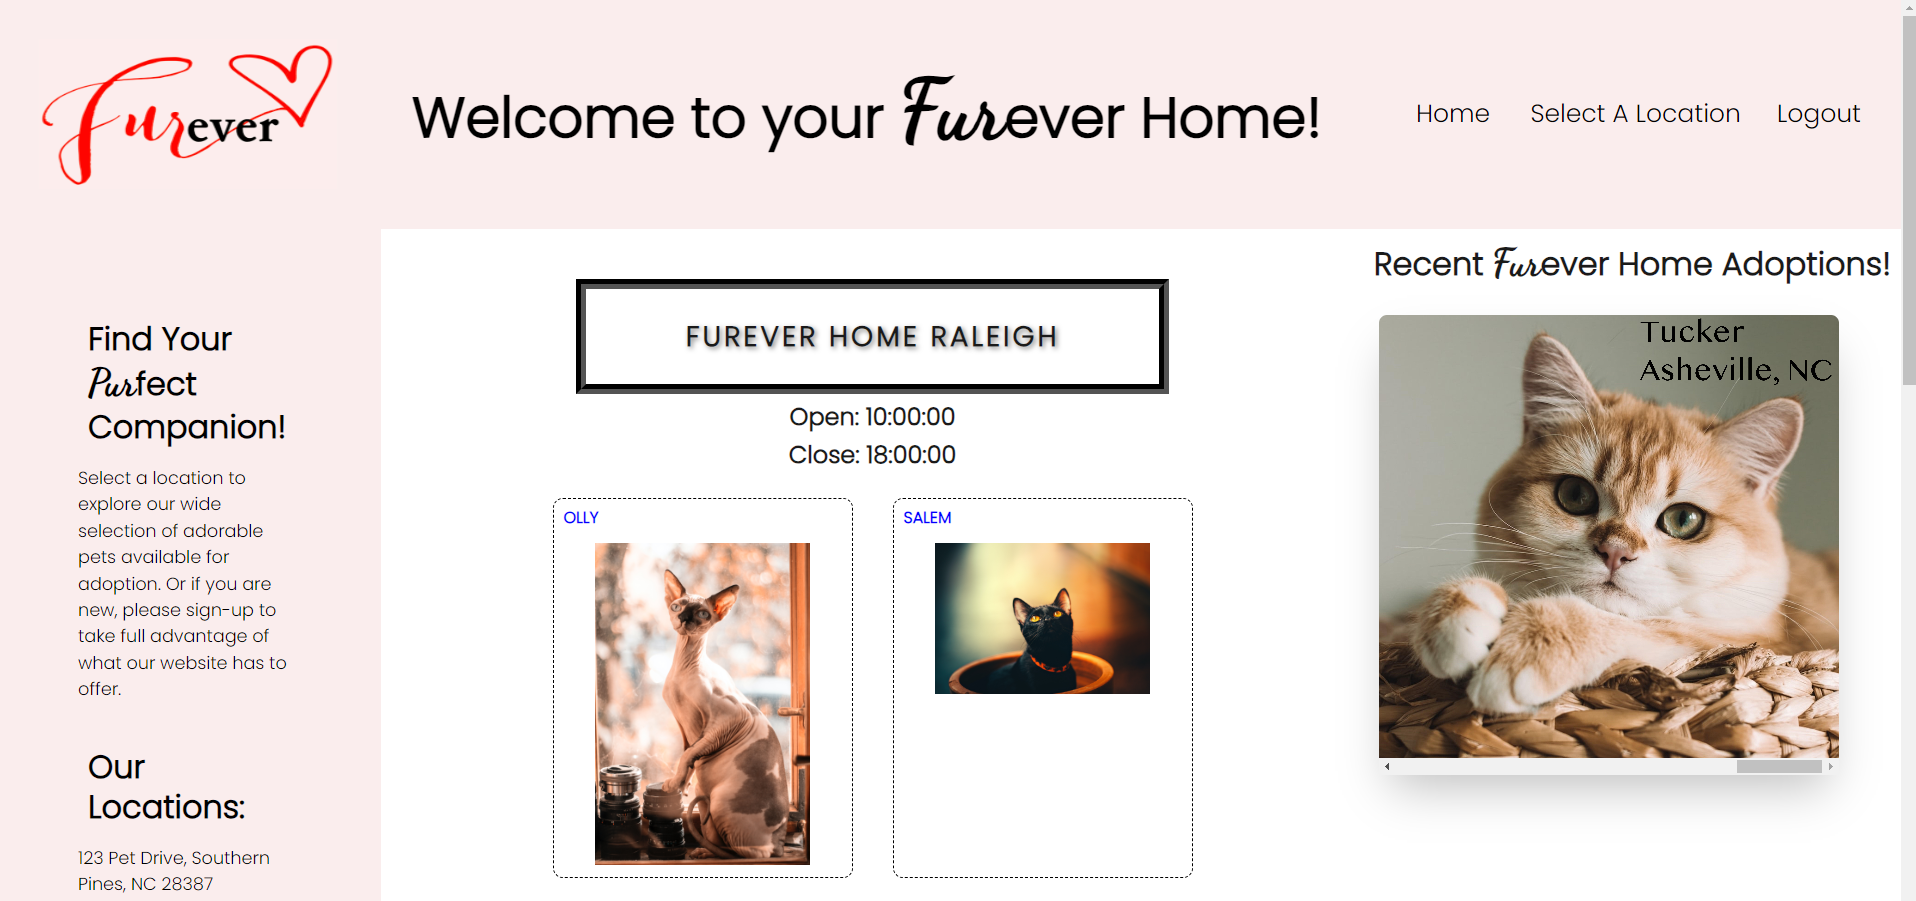 Furever
Welcome to your Furever Home!
Home Select A Location Logout
Find Your
Purfect
Companion!
Select a location to
explore our wide
selection of adorable
pets available for
adoption. Or if you are
new, please sign-up to
take full advantage of
what our website has to
offer.
Our
Locations:
123 Pet Drive, Southern
Pines, NC 28387
FUREVER HOME RALEIGH
Open: 10:00:00
Close: 18:00:00
OLLY
SALEM
Recent Furever Home Adoptions!
Tucker
Asheville, NC